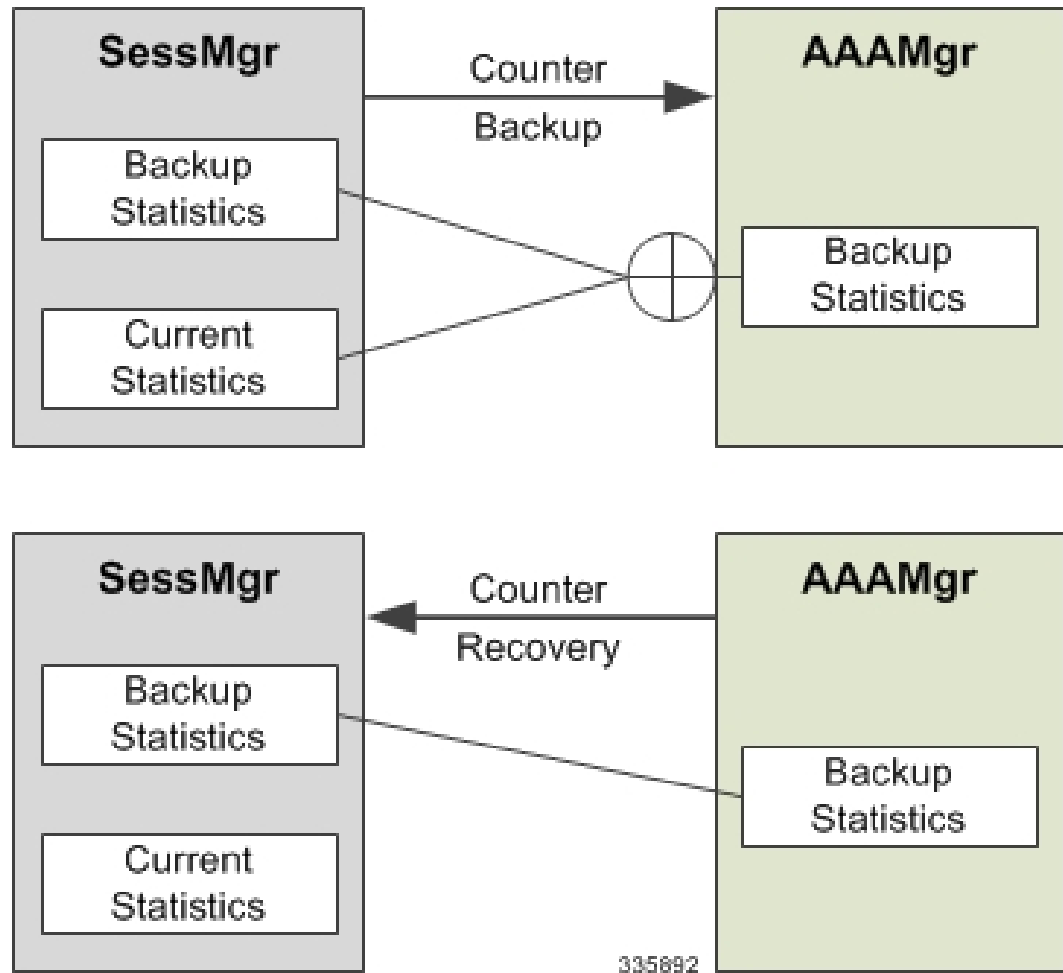 SessMgr
Counter
Backup
AAAMgr
Backup
Statistics
Current
Statistics
Backup
Statistics
SessMgr
Counter
Recovery
AAAMgr
Backup
Statistics
Backup
Statistics
Current
Statistics
335892